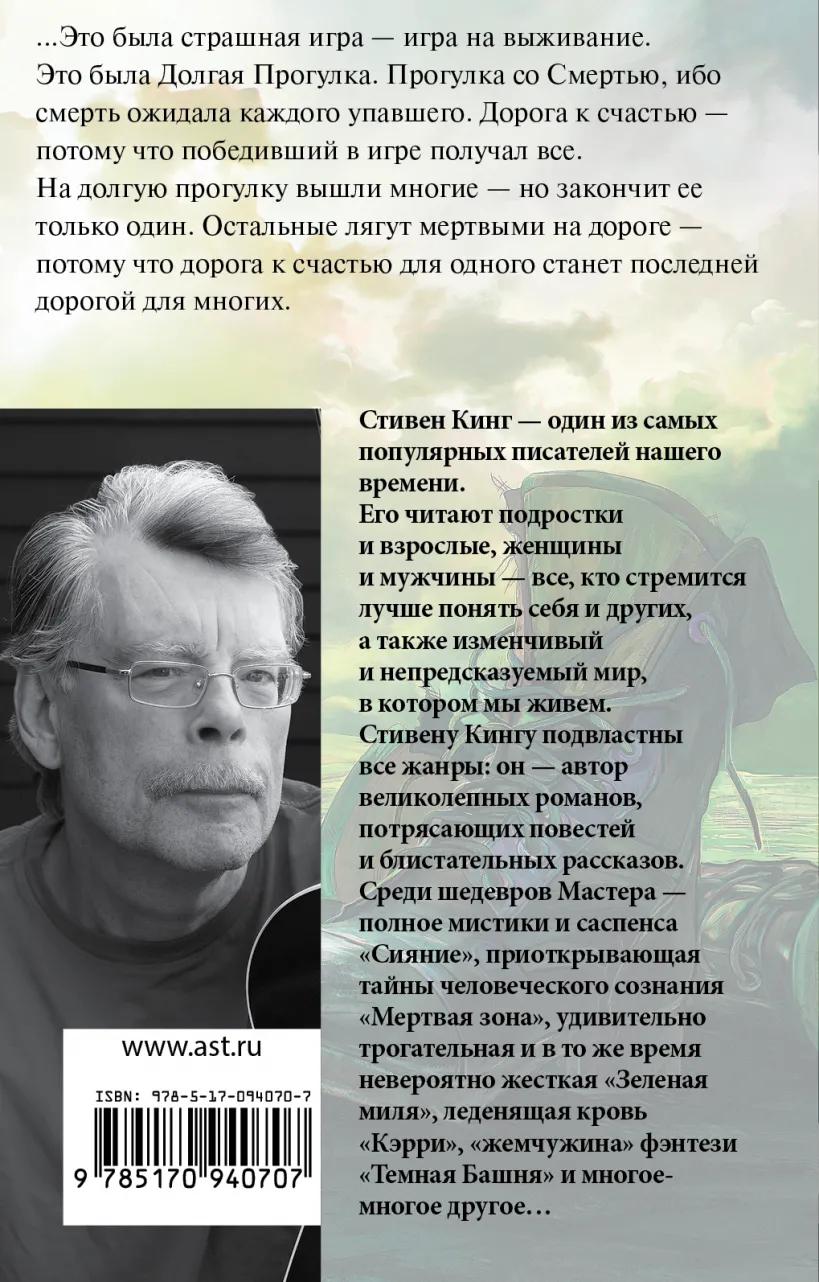 ...Это была страшная игра — игра на выживание.
Это была Долгая Прогулка. Прогулка со Смертью, ибо
смерть ожидала каждого упавшего. Дорога к счастью —
потому что победивший в игре получал все.
На долгую прогулку вышли многие — но закончит ее
только один. Остальные лягут мертвыми на дороге —
потому что дорога к счастью для одного станет последней
дорогой для многих.
Стивен Кинг — один из самых
популярных писателей нашего
времени.
Его читают подростки
и взрослые, женщины
и мужчины — все, кто стремится
лучше понять себя и других,
а также изменчивый
и непредсказуемый мир,
в котором мы живем.
Стивену Кингу подвластны
все жанры: он — автор
великолепных романов,
потрясающих повестей
и блистательных рассказов.
Среди шедевров Мастера —
полное мистики и саспенса
«Сияние», приоткрывающая
тайны человеческого сознания
«Мертвая зона», удивительно
трогательная и в то же время
невероятно жесткая «Зеленая
миля», леденящая кровь
«Кэрри», «жемчужина» фэнтези
«Темная Башня» и многое-
многое другое...
www.ast.ru
ISBN: 978-5-17-094070-7
9 785170 940707